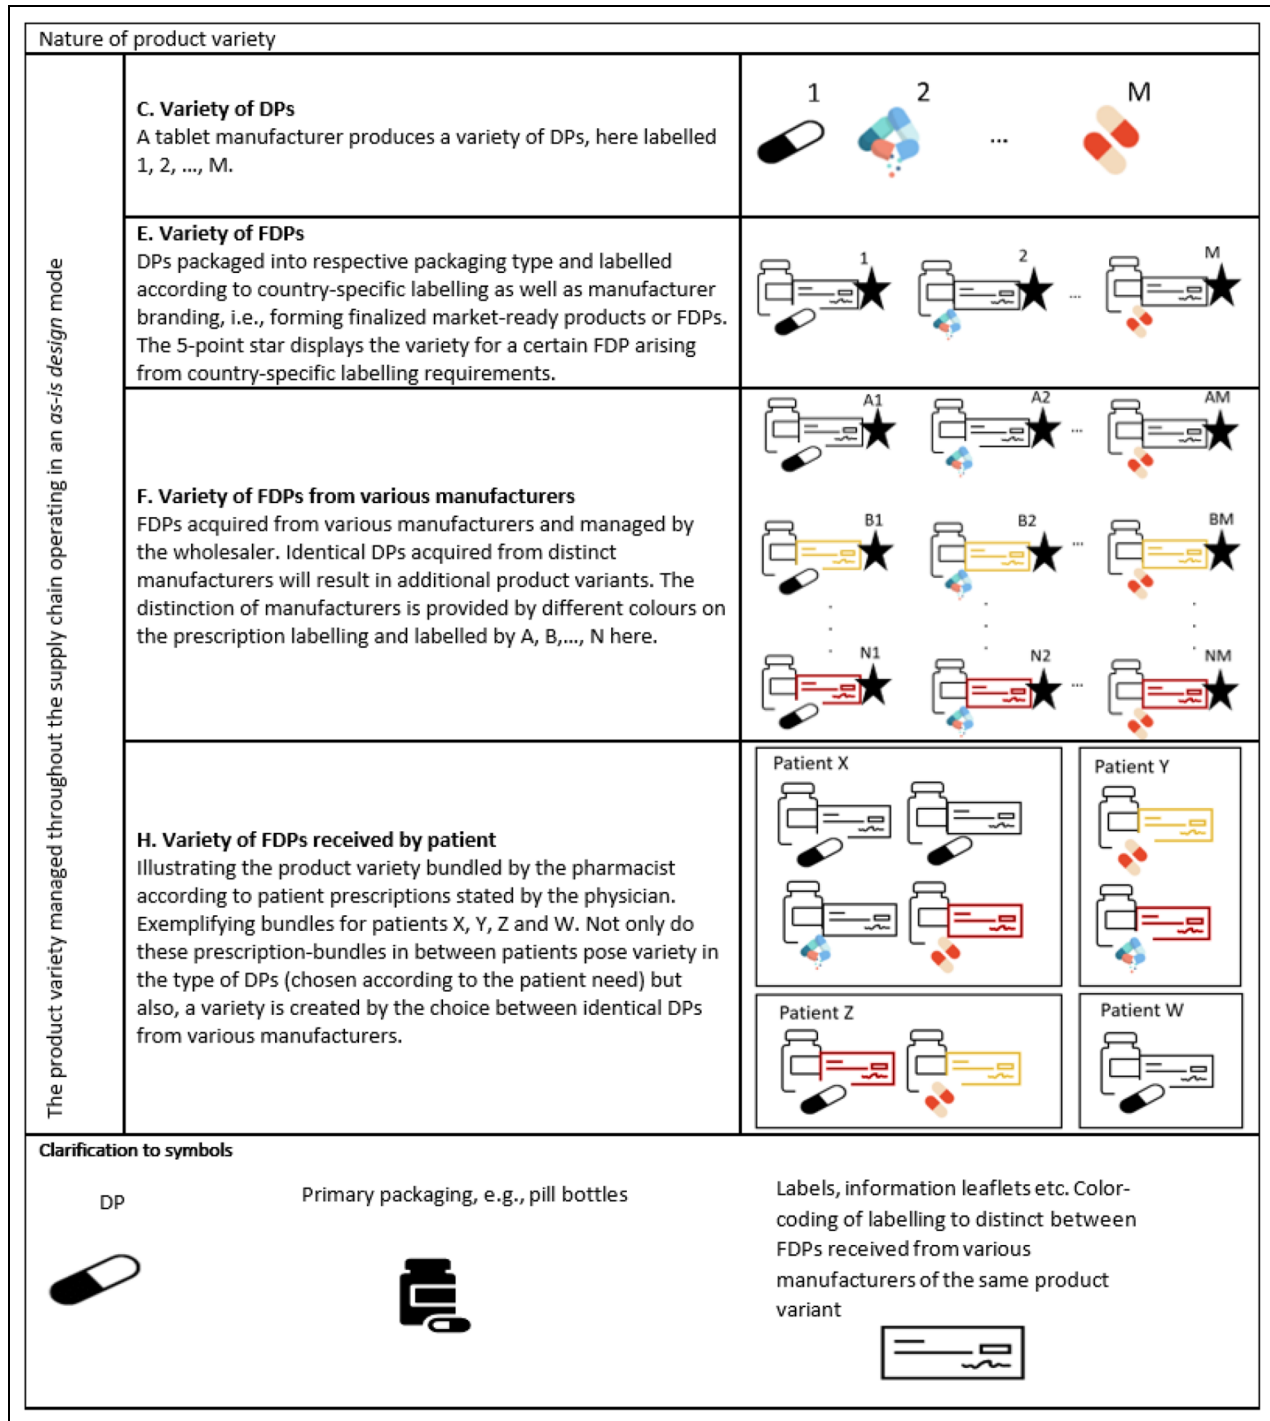 Nature of product variety
The product variety managed throughout the supply chain operating in an as-is design mode
C. Variety of DPs
A tablet manufacturer produces a variety of DPs, here labelled
1, 2, ..., M.
1 2 ... M
E. Variety of FDPs
DPs packaged into respective packaging type and labelled
according to country-specific labelling as well as manufacturer
branding, i.e., forming finalized market-ready products or FDPs.
The 5-point star displays the variety for a certain FDP arising
from country-specific labelling requirements.
1 2 ... M
F. Variety of FDPs from various manufacturers
FDPs acquired from various manufacturers and managed by
the wholesaler. Identical DPs acquired from distinct
manufacturers will result in additional product variants. The
distinction of manufacturers is provided by different colours on
the prescription labelling and labelled by A, B,..., N here.
A1 A2 ... AM
B1 B2 ... BM
N1 N2 ... NM
H. Variety of FDPs received by patient
Illustrating the product variety bundled by the pharmacist
according to patient prescriptions stated by the physician.
Exemplifying bundles for patients X, Y, Z and W. Not only do
these prescription-bundles in between patients pose variety in
the type of DPs (chosen according to the patient need) but
also, a variety is created by the choice between identical DPs
from various manufacturers.
Patient X
Patient Y
Patient Z
Patient W
Clarification to symbols
DP
Primary packaging, e.g., pill bottles
Labels, information leaflets etc. Color-
coding of labelling to distinct between
FDPs received from various
manufacturers of the same product
variant